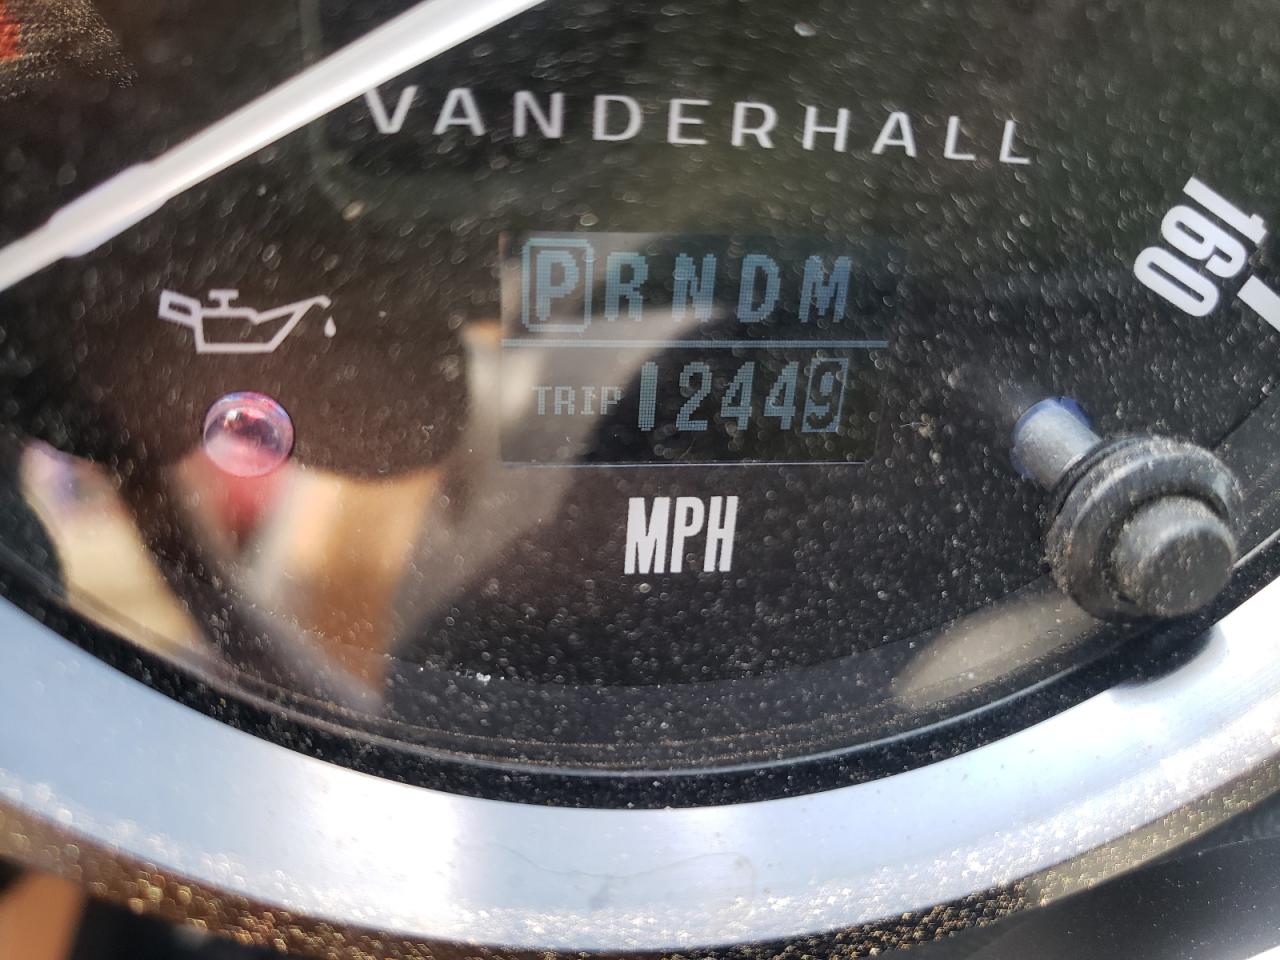 VANDERHALL
160
PRNDM
TRIP 12449
MPH